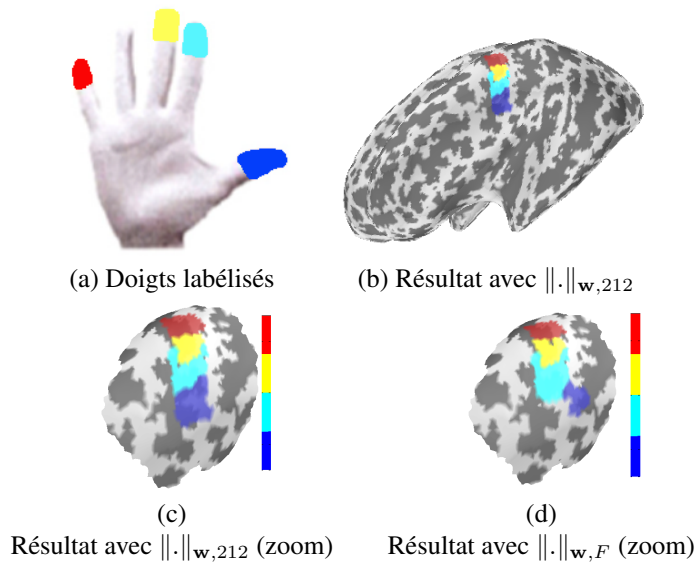 (a) Doigts labélisés
(b) Résultat avec ‖.‖w,212
(c)
Résultat avec ‖.‖w,212 (zoom)
(d)
Résultat avec ‖.‖w,F (zoom)